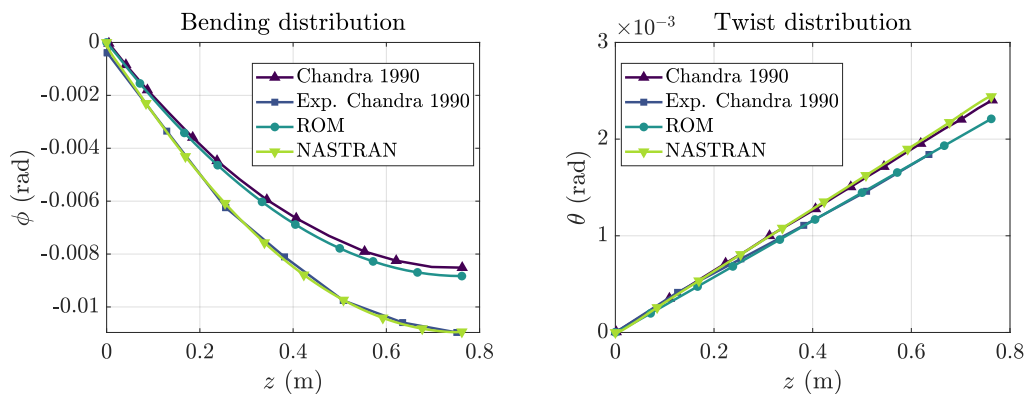 Bending distribution
0
-0.002
-0.004
-0.006
-0.008
-0.01
ϕ (rad)
Chandra 1990
Exp. Chandra 1990
ROM
NASTRAN
0 0.2 0.4 0.6 0.8
z (m)
×10⁻³ Twist distribution
3
2
1
0
θ (rad)
Chandra 1990
Exp. Chandra 1990
ROM
NASTRAN
0 0.2 0.4 0.6 0.8
z (m)